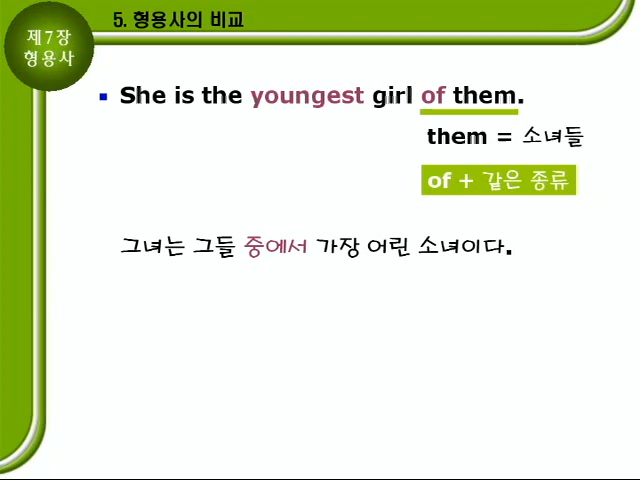 제7장
형용사
5. 형용사의 비교
She is the youngest girl of them.
them = 소녀들
of + 같은 종류
그녀는 그들 중에서 가장 어린 소녀이다.